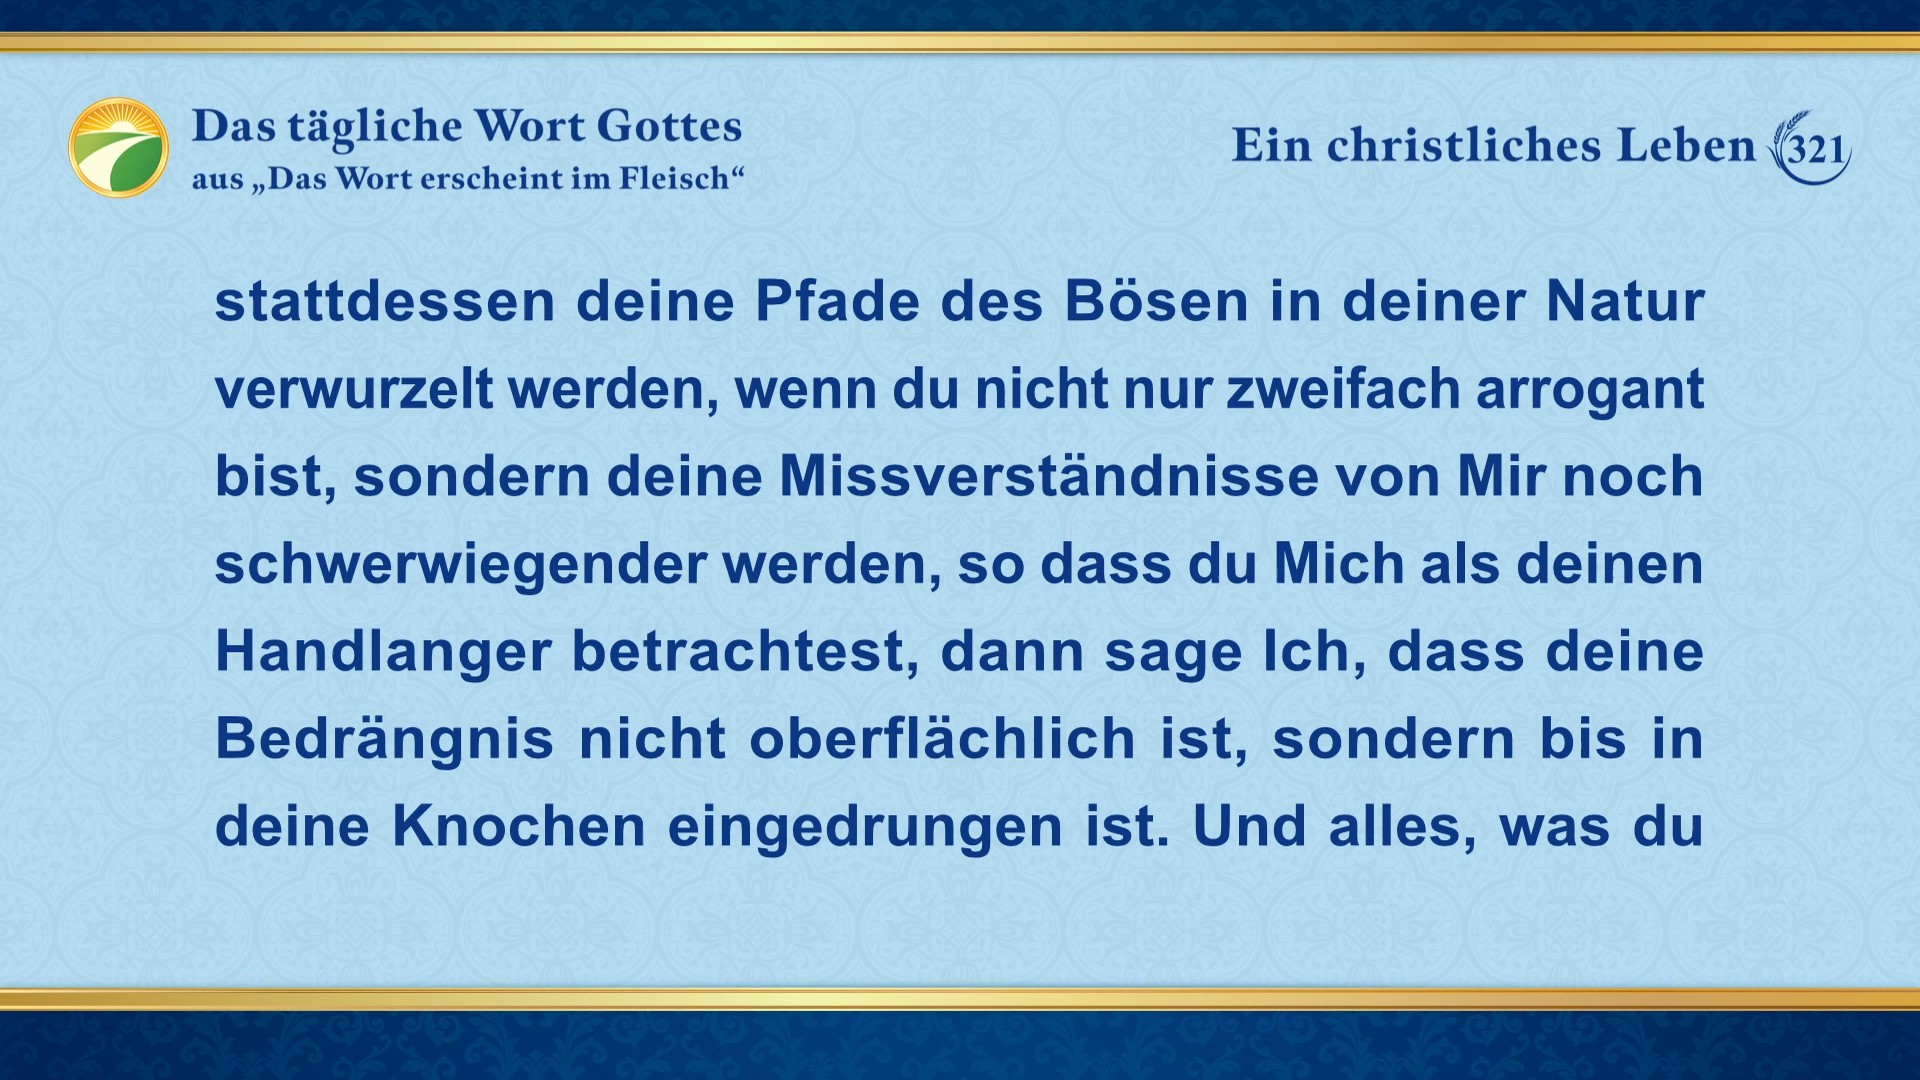 Das tägliche Wort Gottes
aus „Das Wort erscheint im Fleisch“
Ein christliches Leben 321
stattdessen deine Pfade des Bösen in deiner Natur
verwurzelt werden, wenn du nicht nur zweifach arrogant
bist, sondern deine Missverständnisse von Mir noch
schwerwiegender werden, so dass du Mich als deinen
Handlanger betrachtest, dann sage Ich, dass deine
Bedrängnis nicht oberflächlich ist, sondern bis in
deine Knochen eingedrungen ist. Und alles, was du